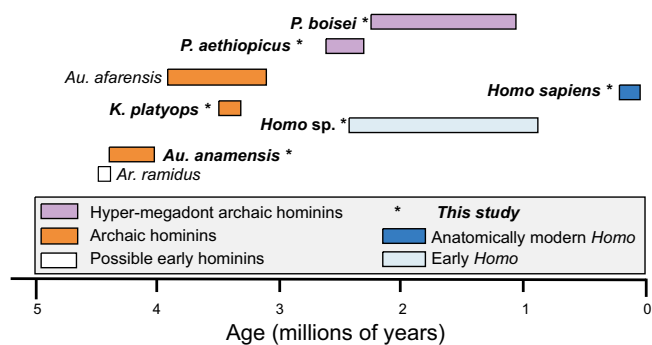 P. boisei *
P. aethiopicus *
Au. afarensis
Homo sapiens *
K. platyops *
Homo sp. *
Au. anamensis *
Ar. ramidus
Hyper-megadont archaic hominins
* This study
Archaic hominins
Anatomically modern Homo
Possible early hominins
Early Homo
5 4 3 2 1 0
Age (millions of years)